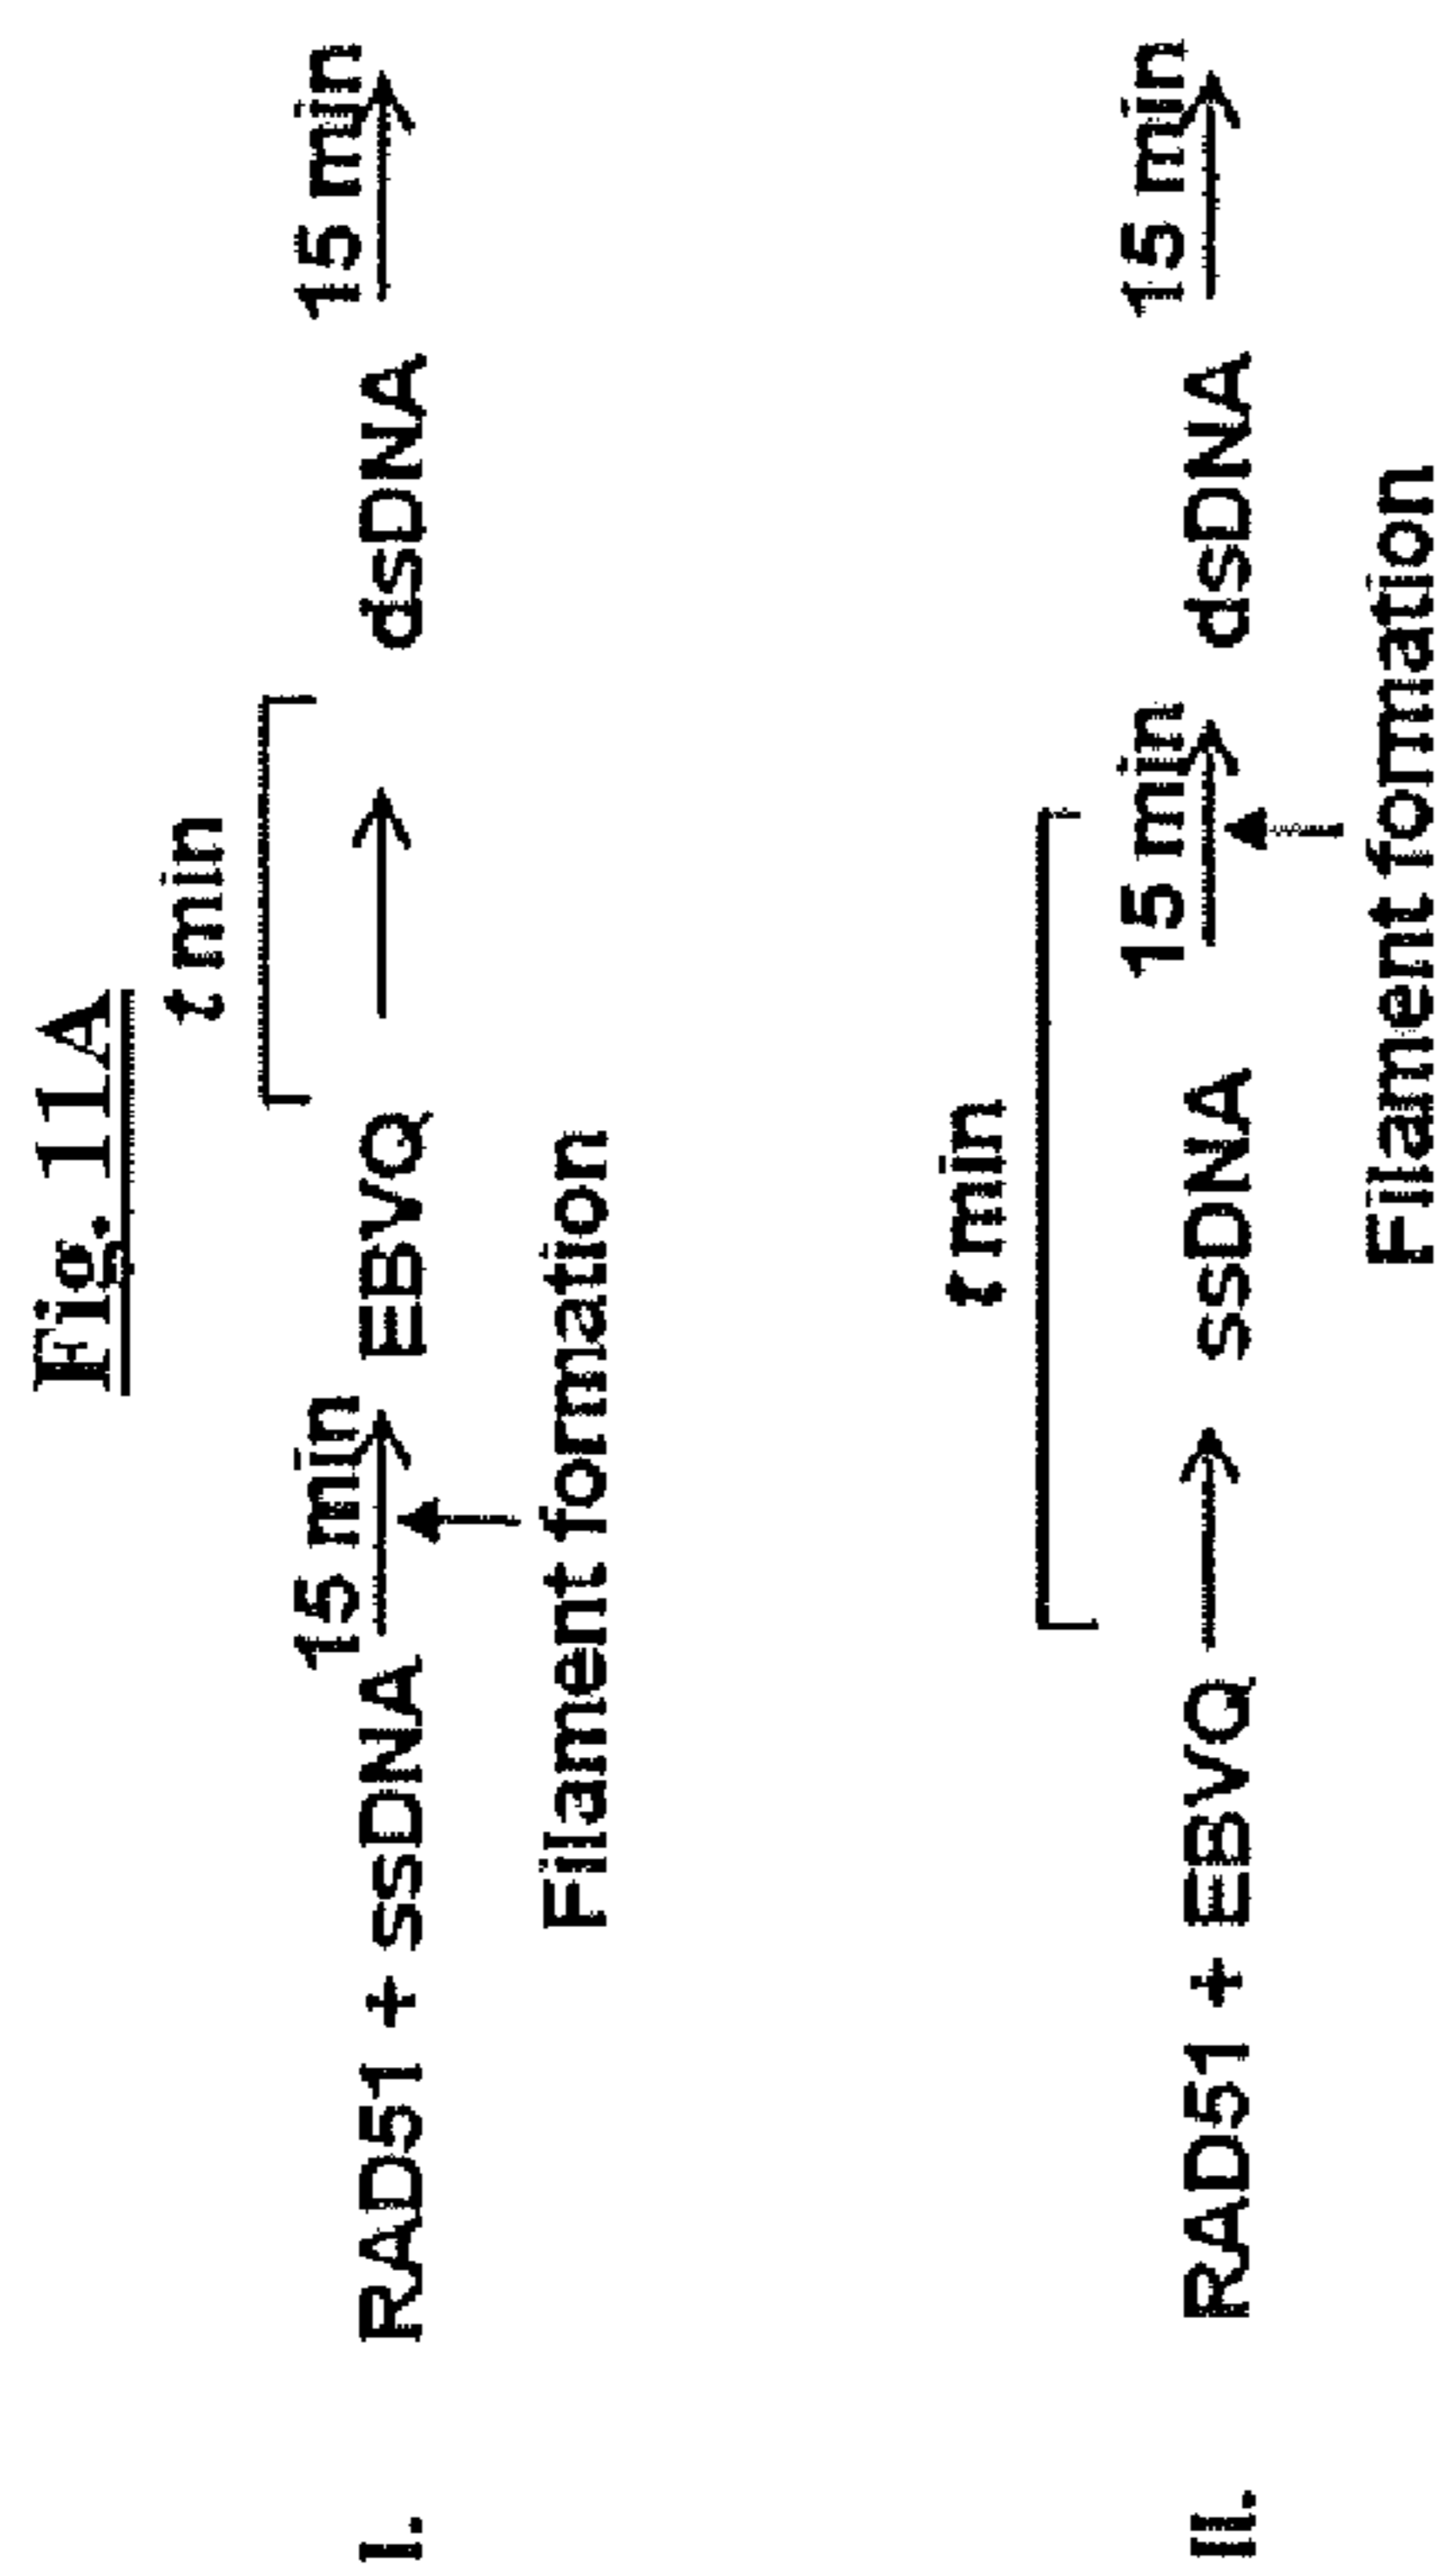 Fig. 11A
t min
I. RAD51 + ssDNA 15 min EBVQ dsDNA 15 min
Filament formation
t min
II. RAD51 + EBVQ ssDNA 15 min dsDNA 15 min
Filament formation